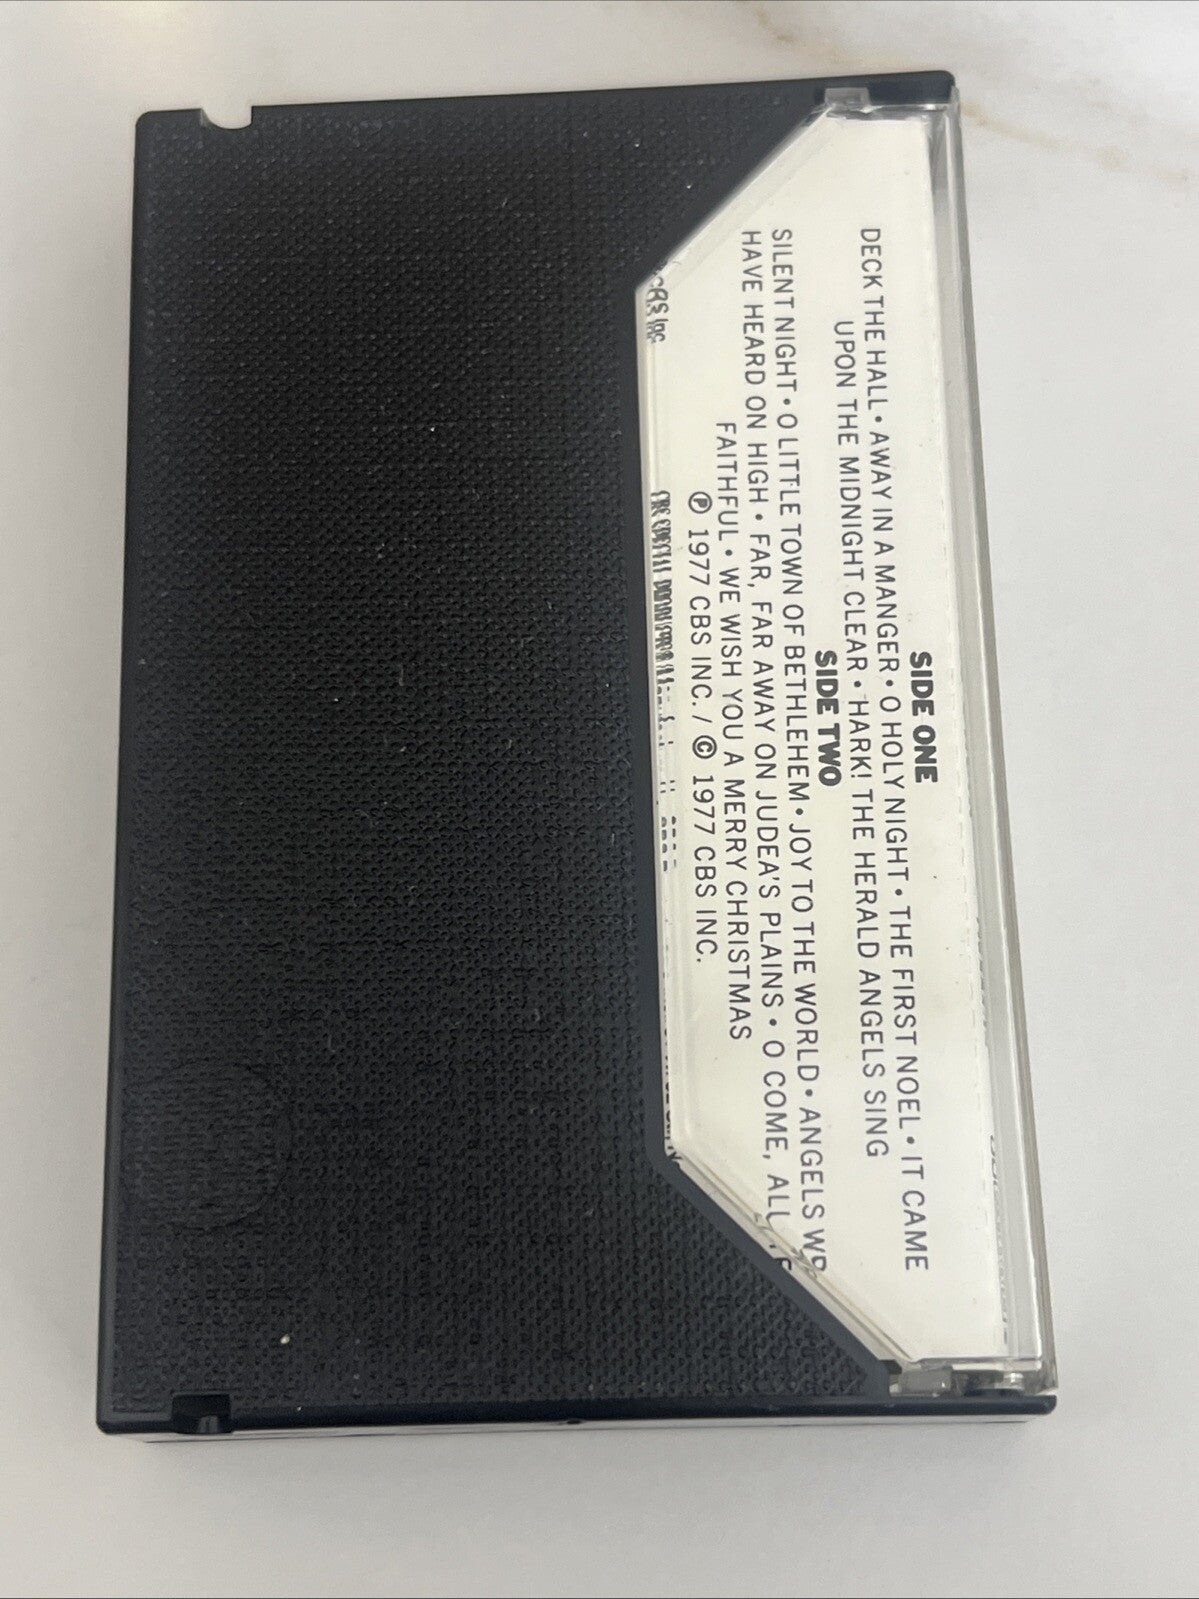 SIDE ONE
DECK THE HALL • AWAY IN A MANGER • O HOLY NIGHT • THE FIRST NOEL • IT CAME
UPON THE MIDNIGHT CLEAR • HARK! THE HERALD ANGELS SING
SIDE TWO
SILENT NIGHT • O LITTLE TOWN OF BETHLEHEM • JOY TO THE WORLD • ANGELS
HAVE HEARD ON HIGH • FAR, FAR AWAY ON JUDEA'S PLAINS • O COME, ALL
FAITHFUL • WE WISH YOU A MERRY CHRISTMAS
℗ 1977 CBS INC. / © 1977 CBS INC.